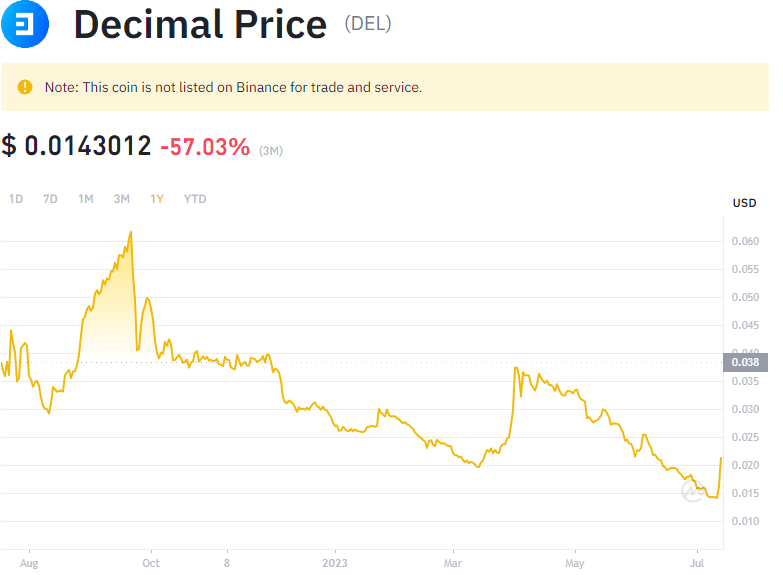 Decimal Price (DEL)
Note: This coin is not listed on Binance for trade and service.
$ 0.0143012 -57.03% (3M)
1D 7D 1M 3M 1Y YTD
USD
0.060
0.055
0.050
0.045
0.040
0.038
0.035
0.030
0.025
0.020
0.015
0.010
Aug Oct 8 2023 Mar May Jul